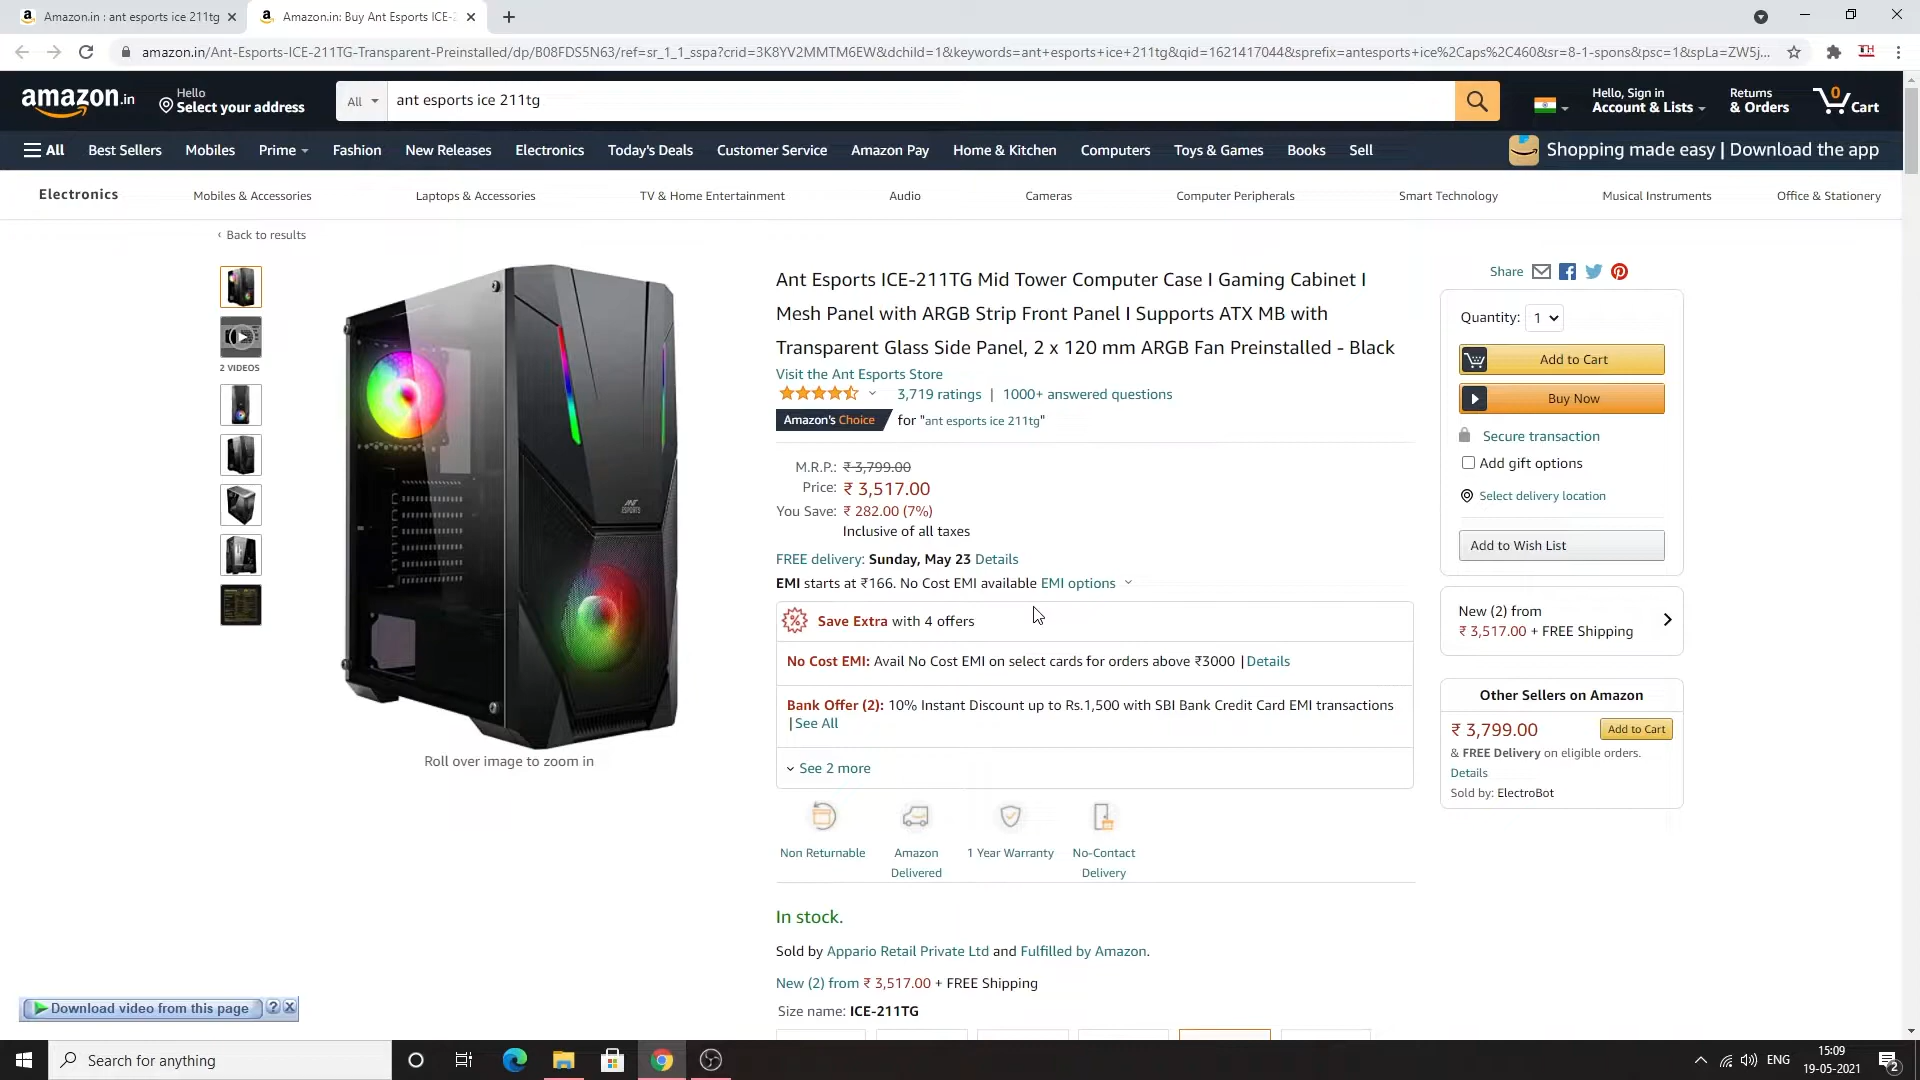 Amazon.in : ant esports ice 211tg
Amazon.in: Buy Ant Esports ICE-2
amazon.in/Ant-Esports-ICE-211TG-Transparent-Preinstalled/dp/B08FDS5N63/ref=sr_1_1_sspa?crid=3K8YV2MMTM6EW&dchild=1&keywords=ant+esports+ice+211tg&qid=1621417044&sprefix=antesports+ice%2Caps%2C460&sr=8-1-spons&psc=1&spLa=ZW5j...
TH
amazon.in
Hello
Select your address
All
ant esports ice 211tg
Hello, Sign in
Account & Lists
Returns
& Orders
0
Cart
All
Best Sellers
Mobiles
Prime
Fashion
New Releases
Electronics
Today's Deals
Customer Service
Amazon Pay
Home & Kitchen
Computers
Toys & Games
Books
Sell
Shopping made easy | Download the app
Electronics
Mobiles & Accessories
Laptops & Accessories
TV & Home Entertainment
Audio
Cameras
Computer Peripherals
Smart Technology
Musical Instruments
Office & Stationery
‹ Back to results
2 VIDEOS
ANT
ESPORTS
Roll over image to zoom in
Ant Esports ICE-211TG Mid Tower Computer Case I Gaming Cabinet I
Mesh Panel with ARGB Strip Front Panel I Supports ATX MB with
Transparent Glass Side Panel, 2 x 120 mm ARGB Fan Preinstalled - Black
Visit the Ant Esports Store
3,719 ratings | 1000+ answered questions
Amazon's Choice for "ant esports ice 211tg"
M.R.P.: ₹ 3,799.00
Price: ₹ 3,517.00
You Save: ₹ 282.00 (7%)
Inclusive of all taxes
FREE delivery: Sunday, May 23 Details
EMI starts at ₹166. No Cost EMI available EMI options
Save Extra with 4 offers
No Cost EMI: Avail No Cost EMI on select cards for orders above ₹3000 |Details
Bank Offer (2): 10% Instant Discount up to Rs.1,500 with SBI Bank Credit Card EMI transactions
|See All
See 2 more
Non Returnable
Amazon
Delivered
1 Year Warranty
No-Contact
Delivery
In stock.
Sold by Appario Retail Private Ltd and Fulfilled by Amazon.
New (2) from ₹ 3,517.00 + FREE Shipping
Size name: ICE-211TG
Share
Quantity: 1
Add to Cart
Buy Now
Secure transaction
Add gift options
Select delivery location
Add to Wish List
New (2) from
₹ 3,517.00 + FREE Shipping
Other Sellers on Amazon
₹ 3,799.00
Add to Cart
& FREE Delivery on eligible orders.
Details
Sold by: ElectroBot
Download video from this page
?
Search for anything
ENG
15:09
19-05-2021
2